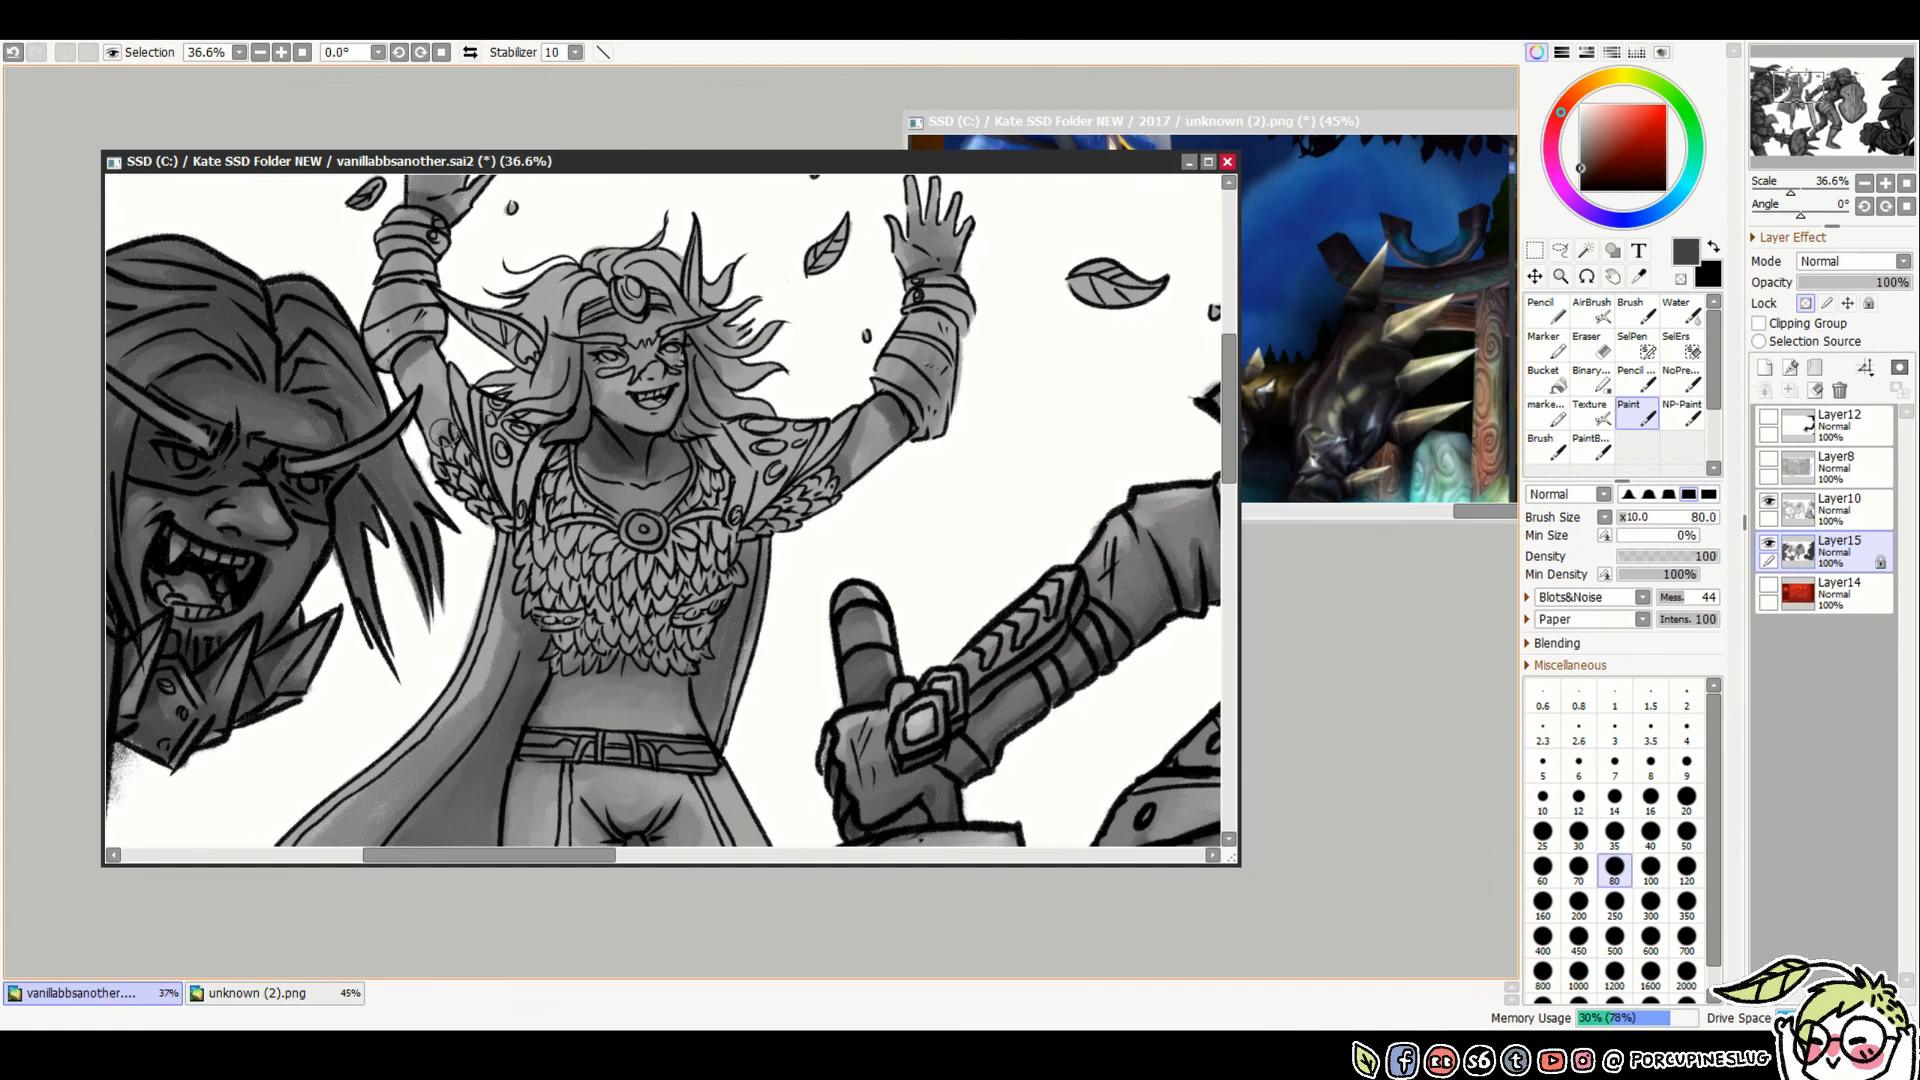 Selection 36.6% 0.0° Stabilizer 10
SSD (C:) / Kate SSD Folder NEW / 2017 / unknown (2).png (*) (45%)
SSD (C:) / Kate SSD Folder NEW / vanillabbsanother.sai2 (*) (36.6%)
T
Pencil AirBrush Brush Water
Marker Eraser SelPen SelErs
Bucket Binary... Pencil ... NoPre...
marke... Texture Paint NP-Paint
Brush PaintB...
Normal
Brush Size x10.0 80.0
Min Size 0%
Density 100
Min Density 100%
Blots&Noise Mess. 44
Paper Intens. 100
Blending
Miscellaneous
0.6 0.8 1 1.5 2
2.3 2.6 3 3.5 4
5 6 7 8 9
10 12 14 16 20
25 30 35 40 50
60 70 80 100 120
160 200 250 300 350
400 450 500 600 700
800 1000 1200 1600 2000
Scale 36.6%
Angle 0°
Layer Effect
Mode Normal
Opacity 100%
Lock
Clipping Group
Selection Source
Layer12
Normal
100%
Layer8
Normal
100%
Layer10
Normal
100%
Layer15
Normal
100%
Layer14
Normal
100%
vanillabbsanother.... 37% unknown (2).png 45%
Memory Usage 30% (78%) Drive Space
f s6 t @ PORCUPINESLUG